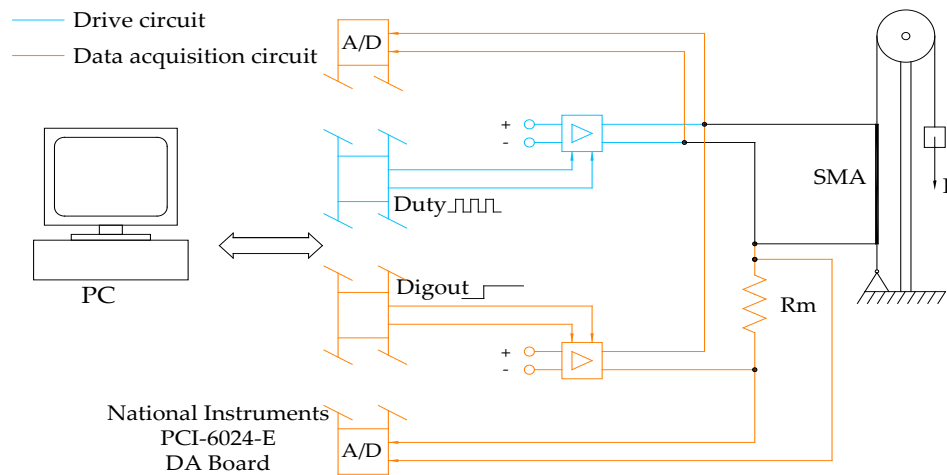 Drive circuit
Data acquisition circuit
A/D
+
-
SMA
Duty
PC
Digout
Rm
+
-
National Instruments
PCI-6024-E
DA Board
A/D